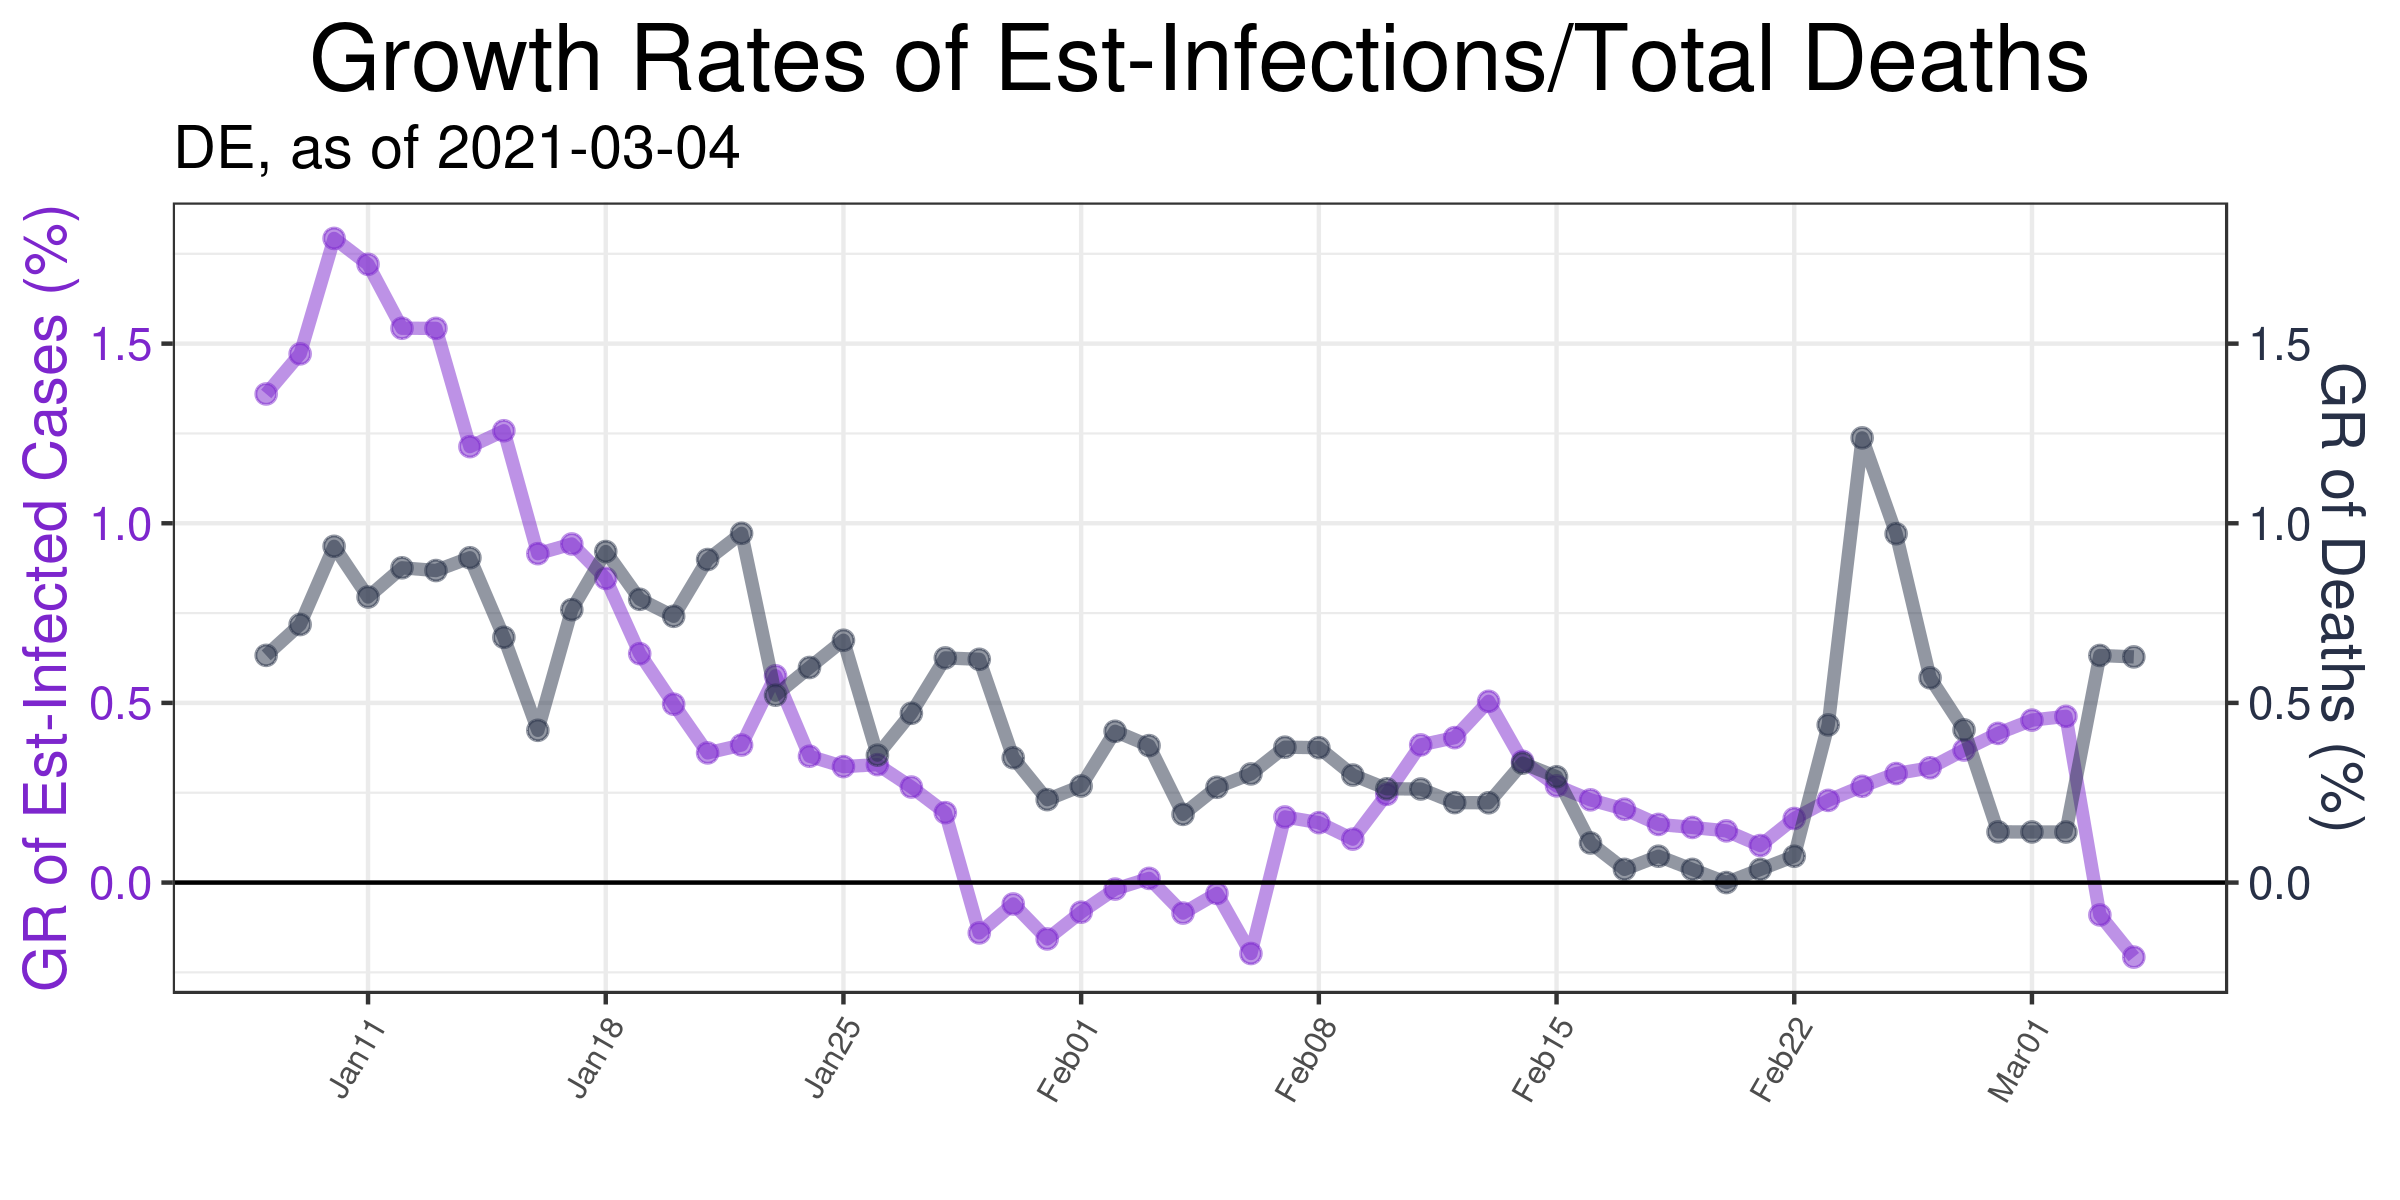 Growth Rates of Est-Infections/Total Deaths
DE, as of 2021-03-04
GR of Est-Infected Cases (%)
1.5
1.0
0.5
0.0
1.5
1.0
0.5
0.0
GR of Deaths (%)
Jan11
Jan18
Jan25
Feb01
Feb08
Feb15
Feb22
Mar01